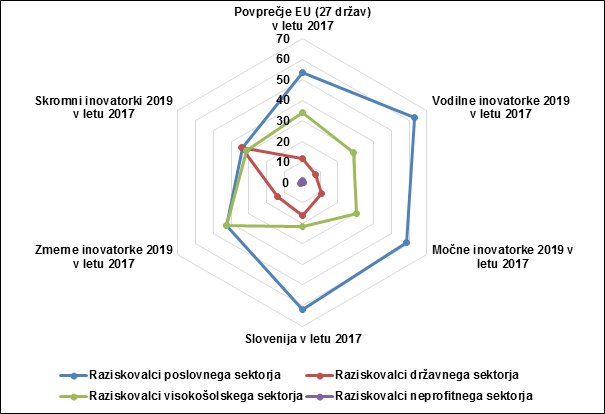 Povprečje EU (27 držav)
v letu 2017
70
60
50
40
30
20
10
0
Vodilne inovatorke 2019
v letu 2017
Močne inovatorke 2019 v
letu 2017
Slovenija v letu 2017
Zmerne inovatorke 2019
v letu 2017
Skromni inovatorki 2019
v letu 2017
Raziskovalci poslovnega sektorja
Raziskovalci državnega sektorja
Raziskovalci visokošolskega sektorja
Raziskovalci neprofitnega sektorja